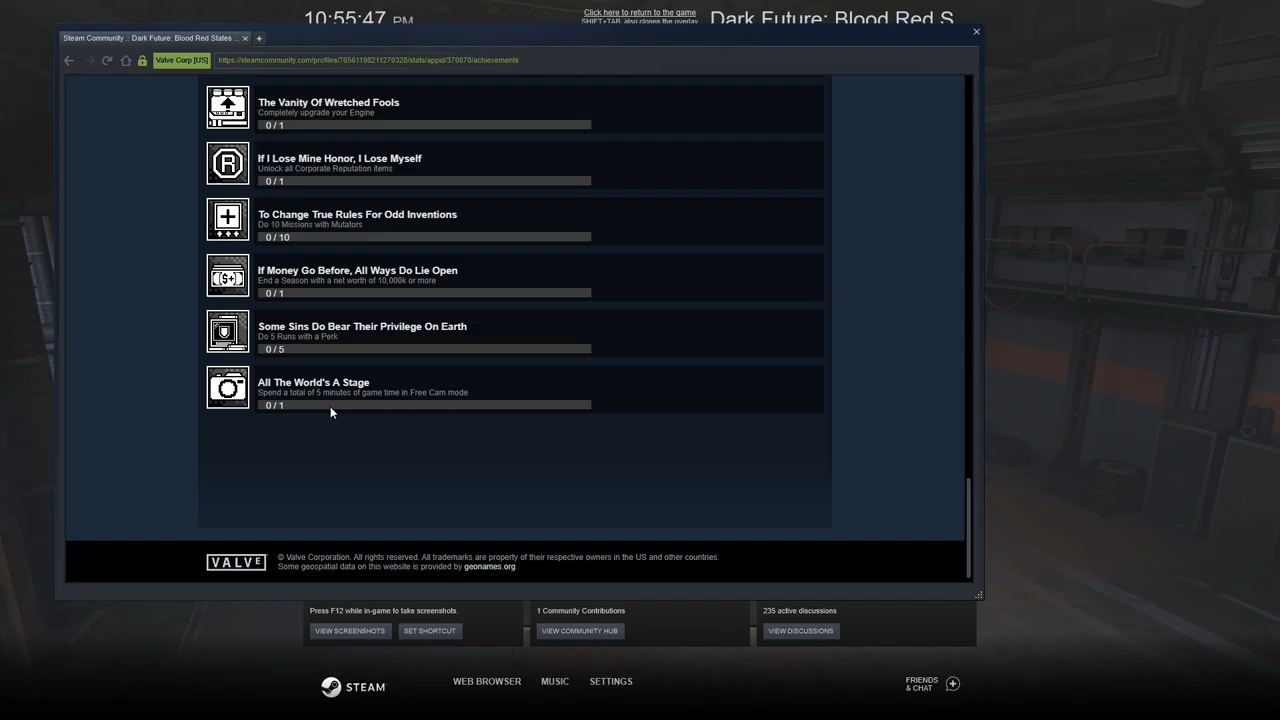 10:55:47 PM
Click here to return to the game
SHIFT+TAB also closes the overlay
Dark Future: Blood Red S
Steam Community :: Dark Future: Blood Red States ...
Valve Corp [US]
https://steamcommunity.com/profiles/76561198211270328/stats/appid/370870/achievements
The Vanity Of Wretched Fools
Completely upgrade your Engine
0 / 1
R
If I Lose Mine Honor, I Lose Myself
Unlock all Corporate Reputation items
0 / 1
To Change True Rules For Odd Inventions
Do 10 Missions with Mutators
0 / 10
If Money Go Before, All Ways Do Lie Open
End a Season with a net worth of 10,000k or more
0 / 1
Some Sins Do Bear Their Privilege On Earth
Do 5 Runs with a Perk
0 / 5
All The World's A Stage
Spend a total of 5 minutes of game time in Free Cam mode
0 / 1
VALVE
© Valve Corporation. All rights reserved. All trademarks are property of their respective owners in the US and other countries.
Some geospatial data on this website is provided by geonames.org.
Press F12 while in-game to take screenshots.
1 Community Contributions
235 active discussions
VIEW SCREENSHOTS
SET SHORTCUT
VIEW COMMUNITY HUB
VIEW DISCUSSIONS
STEAM
WEB BROWSER
MUSIC
SETTINGS
FRIENDS
& CHAT